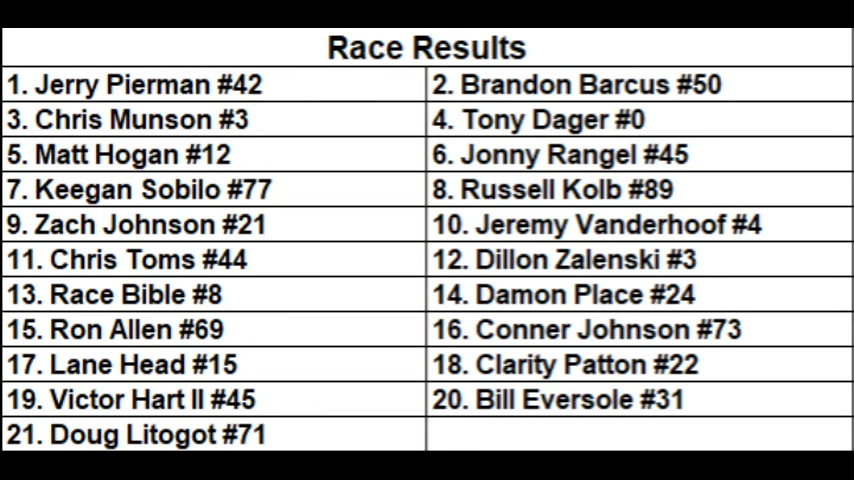 Race Results
1. Jerry Pierman #42
2. Brandon Barcus #50
3. Chris Munson #3
4. Tony Dager #0
5. Matt Hogan #12
6. Jonny Rangel #45
7. Keegan Sobilo #77
8. Russell Kolb #89
9. Zach Johnson #21
10. Jeremy Vanderhoof #4
11. Chris Toms #44
12. Dillon Zalenski #3
13. Race Bible #8
14. Damon Place #24
15. Ron Allen #69
16. Conner Johnson #73
17. Lane Head #15
18. Clarity Patton #22
19. Victor Hart II #45
20. Bill Eversole #31
21. Doug Litogot #71